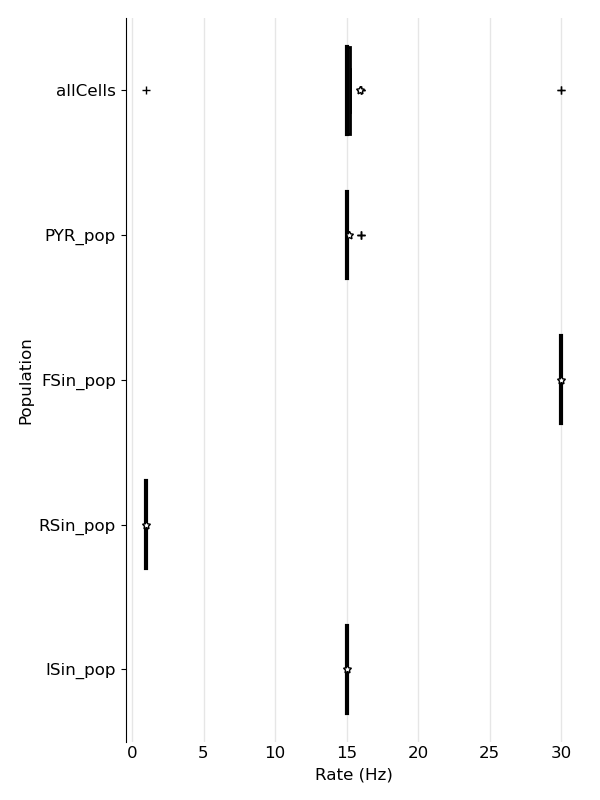 allCells
PYR_pop
FSin_pop
RSin_pop
ISin_pop
Population
0 5 10 15 20 25 30
Rate (Hz)